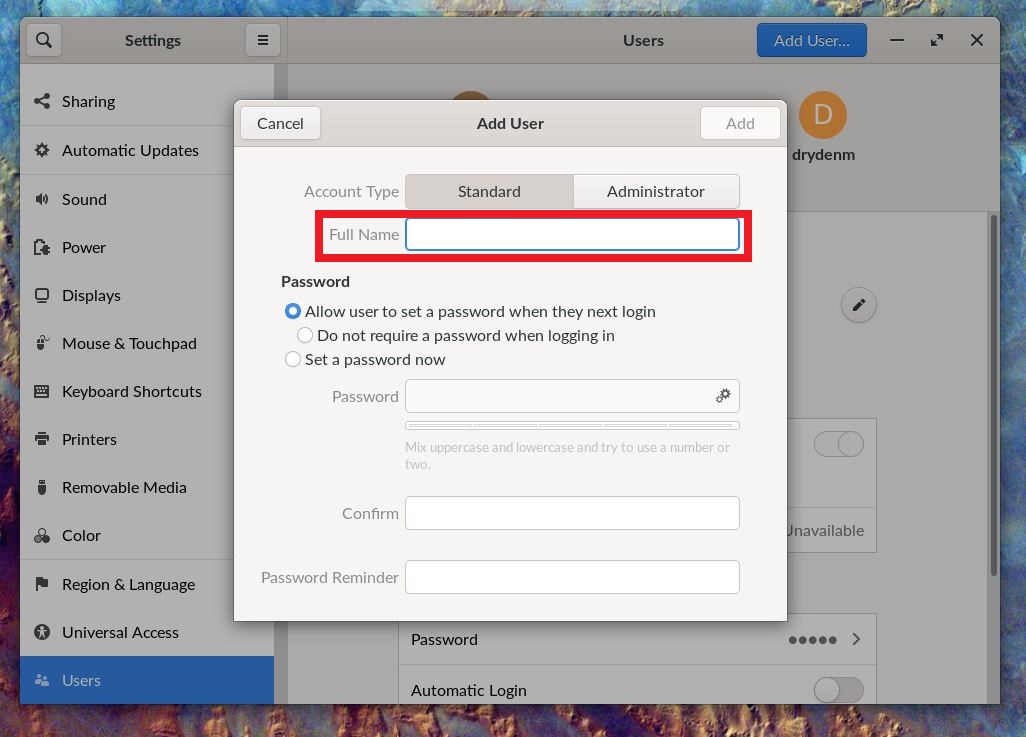 Settings
Users
Add User...
Sharing
Automatic Updates
Sound
Power
Displays
Mouse & Touchpad
Keyboard Shortcuts
Printers
Removable Media
Color
Region & Language
Universal Access
Users
D
drydenm
Cancel
Add User
Add
Account Type
Standard
Administrator
Full Name
Password
Allow user to set a password when they next login
Do not require a password when logging in
Set a password now
Password
Mix uppercase and lowercase and try to use a number or
two.
Confirm
Password Reminder
Unavailable
Password
Automatic Login